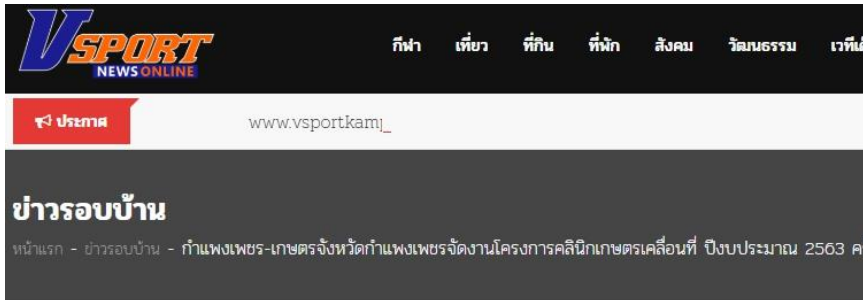 VSPORT
NEWS ONLINE
กีฬา เที่ยว ที่กิน ที่พัก สังคม วัฒนธรรม
ประกาศ www.vsportkamp_
ข่าวรอบบ้าน
หน้าแรก - ข่าวรอบบ้าน - กำแพงเพชร-เกษตรจังหวัดกำแพงเพชรจัดงานโครงการคลินิกเกษตรเคลื่อนที่ ปีงบประมาณ 2563